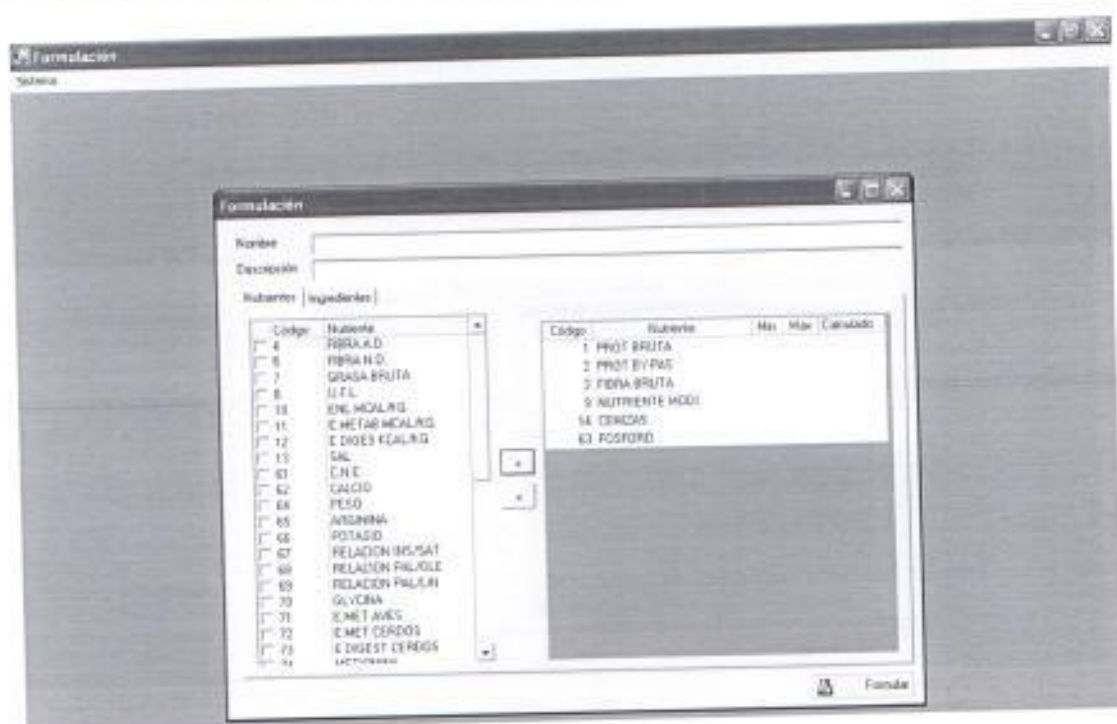 Formulación
Sistema
Formulación
Nombre
Descripción
Nutrientes Ingredientes
Código Nutriente
4 FIBRA A.D.
6 FIBRA N.D.
7 GRASA BRUTA
8 U.F.L.
10 ENL MCAL/KG
11 E.METAB MCAL/KG
12 E DIGES KCAL/KG
13 SAL
61 C.N.E
62 CALCIO
64 PESO
65 ARGININA
66 POTASIO
67 RELACION INS/SAT
68 RELACION PAL/OLE
69 RELACION PAL/LIN
70 GLYCINA
71 E.MET AVES
72 E.MET CERDOS
73 E DIGEST CERDOS
Código Nutriente Min Máx Calculado
1 PROT BRUTA
2 PROT BY-PAS
3 FIBRA BRUTA
9 NUTRIENTE MODI
14 CENIZAS
63 FOSFORO
Formular